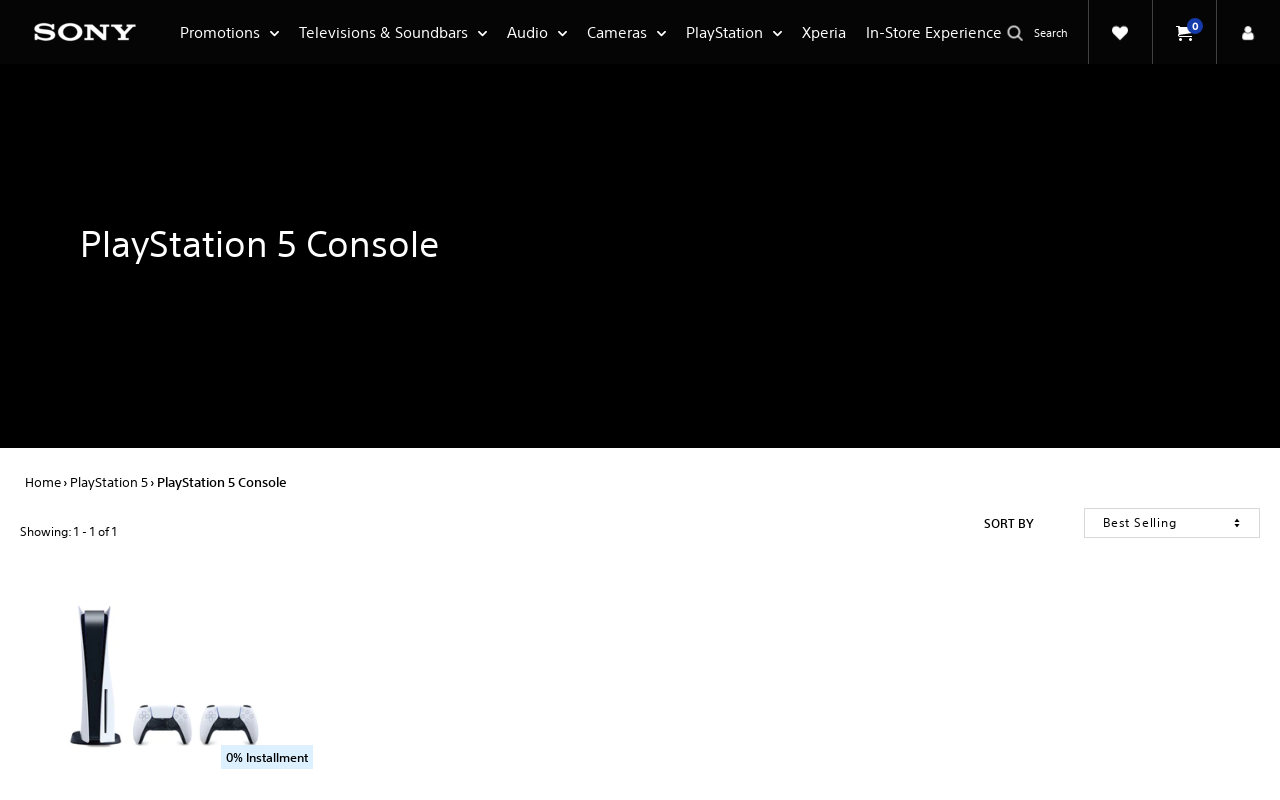 SONY
Promotions
Televisions & Soundbars
Audio
Cameras
PlayStation
Xperia
In-Store Experience
Search
0
PlayStation 5 Console
Home › PlayStation 5 › PlayStation 5 Console
Showing: 1 - 1 of 1
SORT BY
Best Selling
0% Installment